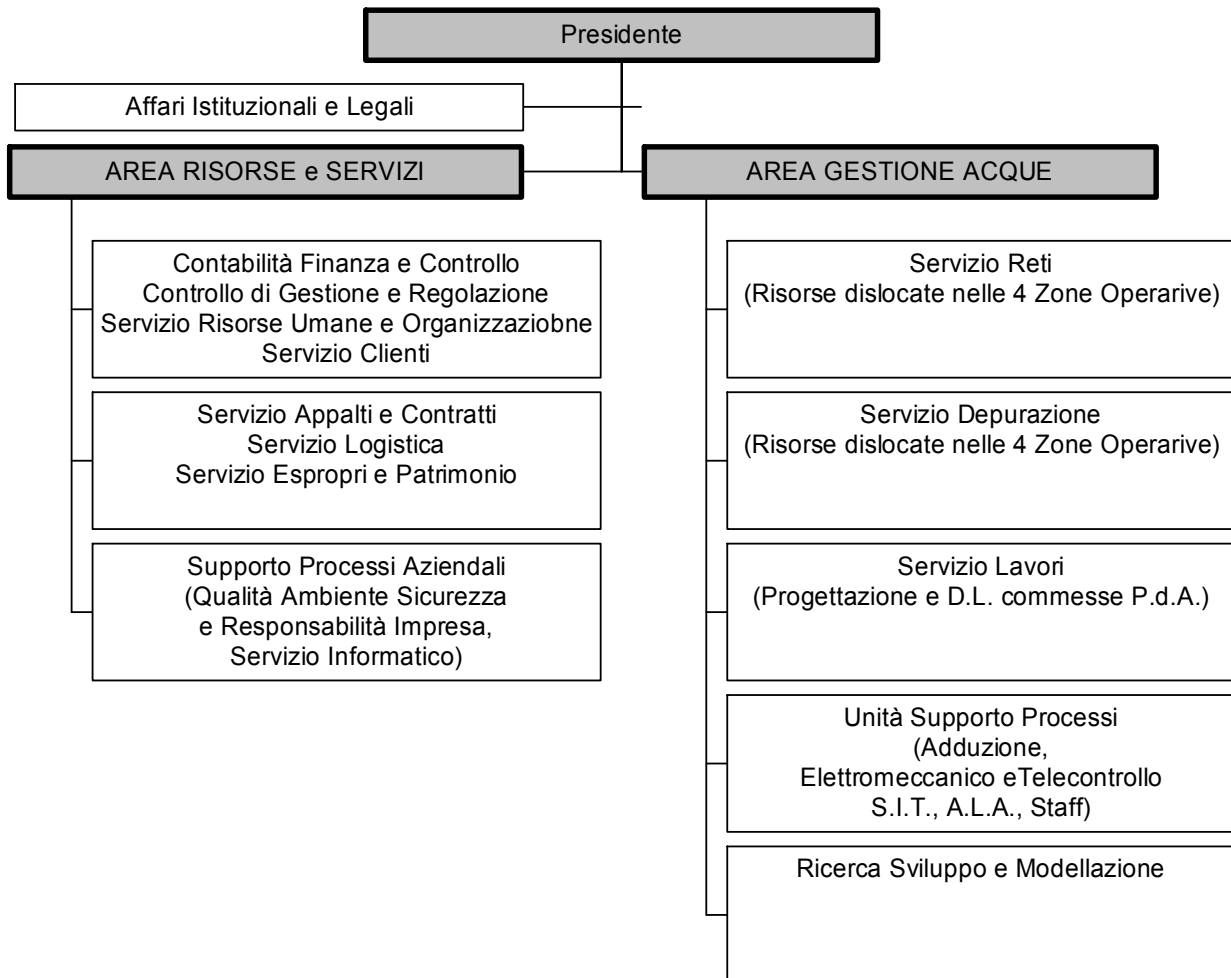 Presidente
Affari Istituzionali e Legali
AREA RISORSE e SERVIZI
Contabilità Finanza e Controllo
Controllo di Gestione e Regolazione
Servizio Risorse Umane e Organizzaziobne
Servizio Clienti
Servizio Appalti e Contratti
Servizio Logistica
Servizio Espropri e Patrimonio
Supporto Processi Aziendali
(Qualità Ambiente Sicurezza
e Responsabilità Impresa,
Servizio Informatico)
AREA GESTIONE ACQUE
Servizio Reti
(Risorse dislocate nelle 4 Zone Operarive)
Servizio Depurazione
(Risorse dislocate nelle 4 Zone Operarive)
Servizio Lavori
(Progettazione e D.L. commesse P.d.A.)
Unità Supporto Processi
(Adduzione,
Elettromeccanico eTelecontrollo
S.I.T., A.L.A., Staff)
Ricerca Sviluppo e Modellazione